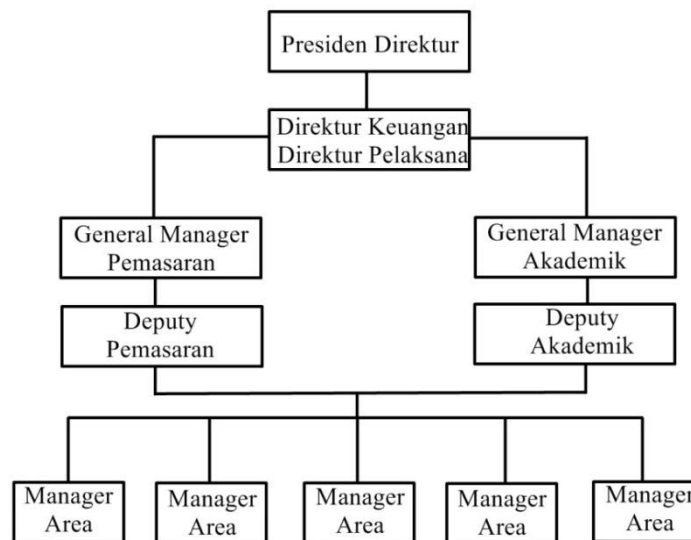 Presiden Direktur
Direktur Keuangan
Direktur Pelaksana
General Manager
Pemasaran
General Manager
Akademik
Deputy
Pemasaran
Deputy
Akademik
Manager
Area
Manager
Area
Manager
Area
Manager
Area
Manager
Area